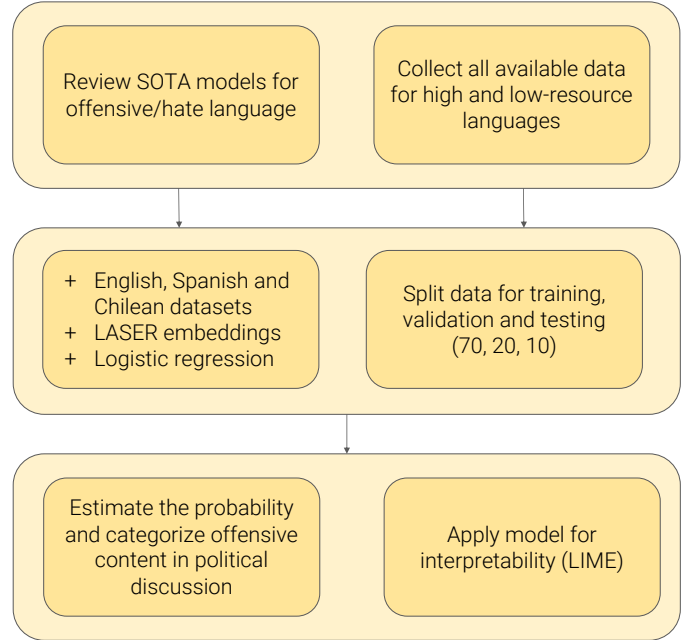 Review SOTA models for
offensive/hate language
Collect all available data
for high and low-resource
languages
+ English, Spanish and
Chilean datasets
+ LASER embeddings
+ Logistic regression
Split data for training,
validation and testing
(70, 20, 10)
Estimate the probability
and categorize offensive
content in political
discussion
Apply model for
interpretability (LIME)